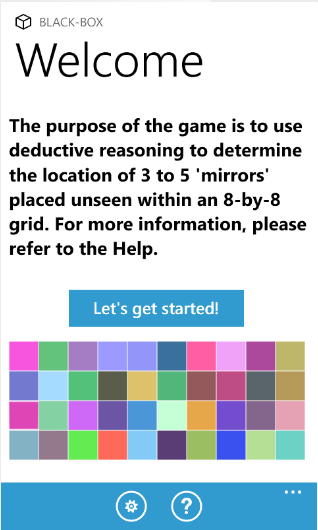 BLACK-BOX
Welcome
The purpose of the game is to use
deductive reasoning to determine
the location of 3 to 5 'mirrors'
placed unseen within an 8-by-8
grid. For more information, please
refer to the Help.
Let's get started!
?